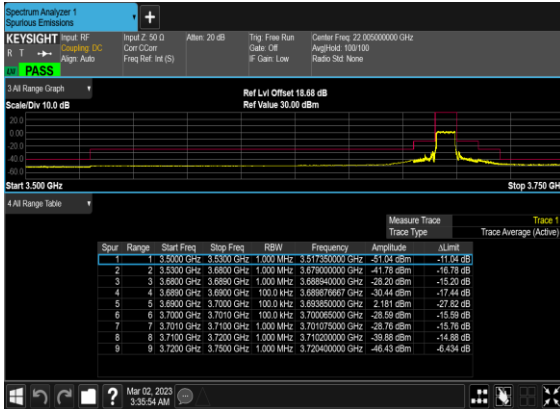 Spectrum Analyzer 1
Spurious Emissions
KEYSIGHT Input: RF Input Z: 50 Ω Atten: 20 dB Trig: Free Run Center Freq: 22.005000000 GHz
R T Coupling: DC Corr CCorr Gate: Off Avg|Hold: 100/100
Align: Auto Freq Ref: Int (S) IF Gain: Low Radio Std: None
PASS
3 All Range Graph
Ref Lvl Offset 18.68 dB
Scale/Div 10.0 dB Ref Value 30.00 dBm
20.0
0.00
-20.0
-40.0
-60.0
Start 3.500 GHz Stop 3.750 GH
4 All Range Table
Measure Trace Trace 1
Trace Type Trace Average (Active)
Spur Range Start Freq Stop Freq RBW Frequency Amplitude ΔLimit
1 1 3.5000 GHz 3.5300 GHz 1.000 MHz 3.517350000 GHz -51.04 dBm -11.04 dB
2 2 3.5300 GHz 3.6800 GHz 1.000 MHz 3.679000000 GHz -41.78 dBm -16.78 dB
3 3 3.6800 GHz 3.6890 GHz 1.000 MHz 3.688940000 GHz -28.20 dBm -15.20 dB
4 4 3.6890 GHz 3.6900 GHz 100.0 kHz 3.689876667 GHz -30.44 dBm -17.44 dB
5 5 3.6900 GHz 3.7000 GHz 100.0 kHz 3.693850000 GHz 2.181 dBm -27.82 dB
6 6 3.7000 GHz 3.7010 GHz 100.0 kHz 3.700065000 GHz -28.59 dBm -15.59 dB
7 7 3.7010 GHz 3.7100 GHz 1.000 MHz 3.701075000 GHz -28.76 dBm -15.76 dB
8 8 3.7100 GHz 3.7200 GHz 1.000 MHz 3.710200000 GHz -39.88 dBm -14.88 dB
9 9 3.7200 GHz 3.7500 GHz 1.000 MHz 3.720400000 GHz -46.43 dBm -6.434 dB
Mar 02, 2023
3:35:54 AM